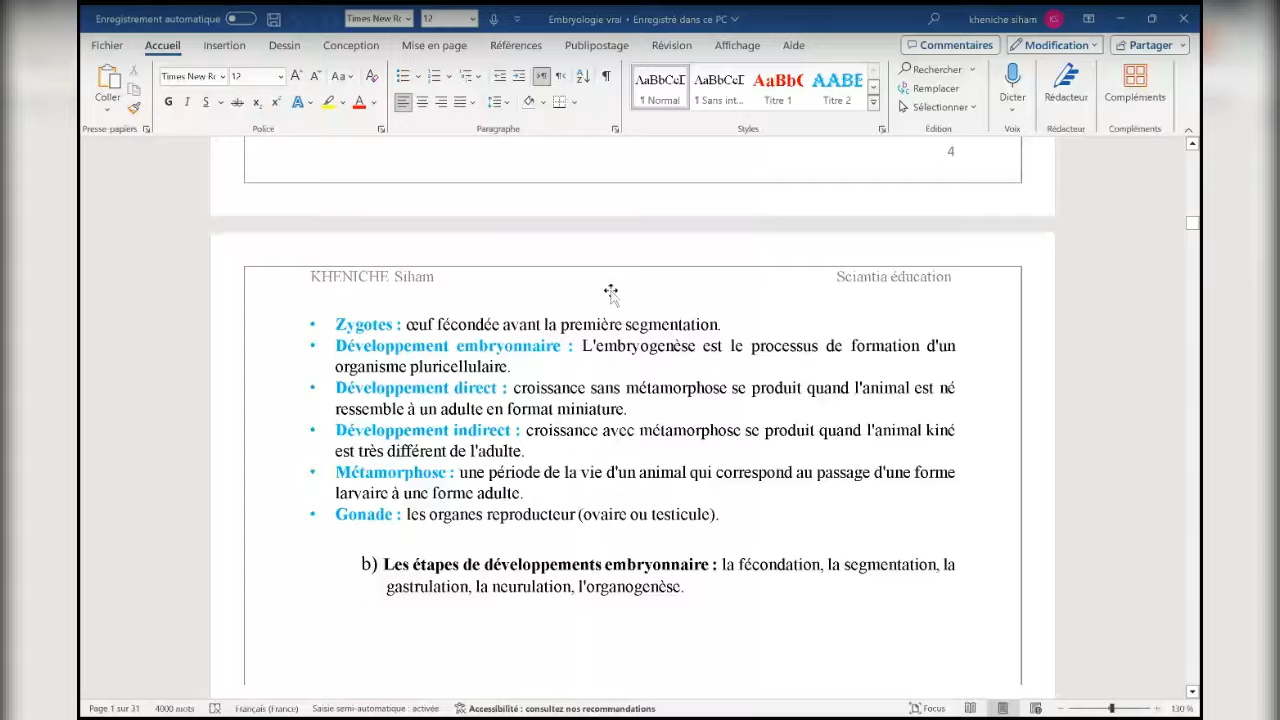 Enregistrement automatique Times New Rc 12 Embryologie vrai • Enregistré dans ce PC kheniche siham
Fichier Accueil Insertion Dessin Conception Mise en page Références Publipostage Révision Affichage Aide Commentaires Modification Partager
Coller Times New Rc 12 AaBbCcD AaBbCcD AaBbC AABB Rechercher Remplacer Sélectionner Dicter Rédacteur Compléments
¶ Normal ¶ Sans int... Titre 1 Titre 2
Presse-papiers Police Paragraphe Styles Édition Voix Rédacteur Compléments
4
KHENICHE Siham Sciantia éducation
• Zygotes : œuf fécondée avant la première segmentation.
• Développement embryonnaire : L'embryogenèse est le processus de formation d'un
organisme pluricellulaire.
• Développement direct : croissance sans métamorphose se produit quand l'animal est né
ressemble à un adulte en format miniature.
• Développement indirect : croissance avec métamorphose se produit quand l'animal kiné
est très différent de l'adulte.
• Métamorphose : une période de la vie d'un animal qui correspond au passage d'une forme
larvaire à une forme adulte.
• Gonade : les organes reproducteur (ovaire ou testicule).
b) Les étapes de développements embryonnaire : la fécondation, la segmentation, la
gastrulation, la neurulation, l'organogenèse.
Page 1 sur 31 4000 mots Français (France) Saisie semi-automatique : activée Accessibilité : consultez nos recommandations Focus 130 %